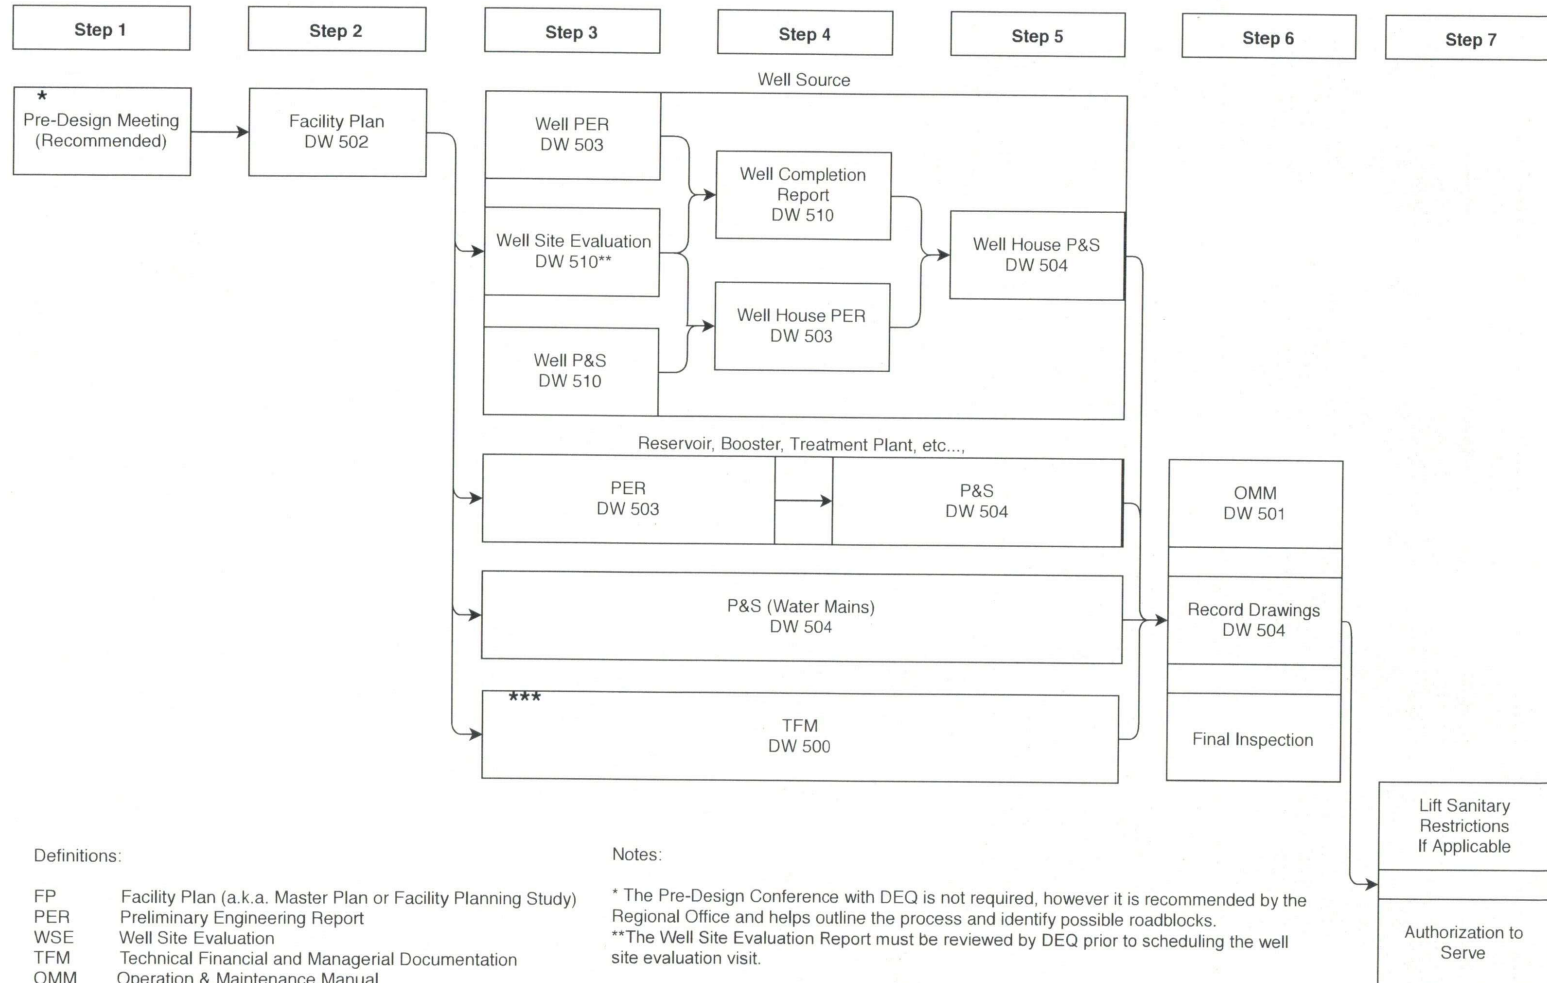 Step 1
Step 2
Step 3
Step 4
Step 5
Step 6
Step 7
*
Pre-Design Meeting
(Recommended)
Facility Plan
DW 502
Well Source
Well PER
DW 503
Well Site Evaluation
DW 510**
Well P&S
DW 510
Well Completion
Report
DW 510
Well House PER
DW 503
Well House P&S
DW 504
Reservoir, Booster, Treatment Plant, etc...,
PER
DW 503
P&S
DW 504
P&S (Water Mains)
DW 504
***
TFM
DW 500
OMM
DW 501
Record Drawings
DW 504
Final Inspection
Lift Sanitary
Restrictions
If Applicable
Authorization to
Serve
Definitions:
FP Facility Plan (a.k.a. Master Plan or Facility Planning Study)
PER Preliminary Engineering Report
WSE Well Site Evaluation
TFM Technical Financial and Managerial Documentation
OMM Operation & Maintenance Manual
Notes:
* The Pre-Design Conference with DEQ is not required, however it is recommended by the
Regional Office and helps outline the process and identify possible roadblocks.
**The Well Site Evaluation Report must be reviewed by DEQ prior to scheduling the well
site evaluation visit.